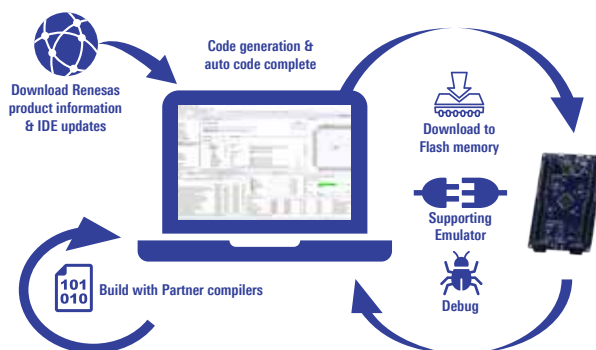 Code generation &
auto code complete
Download Renesas
product information
& IDE updates
Download to
Flash memory
Supporting
Emulator
Debug
101
010
Build with Partner compilers